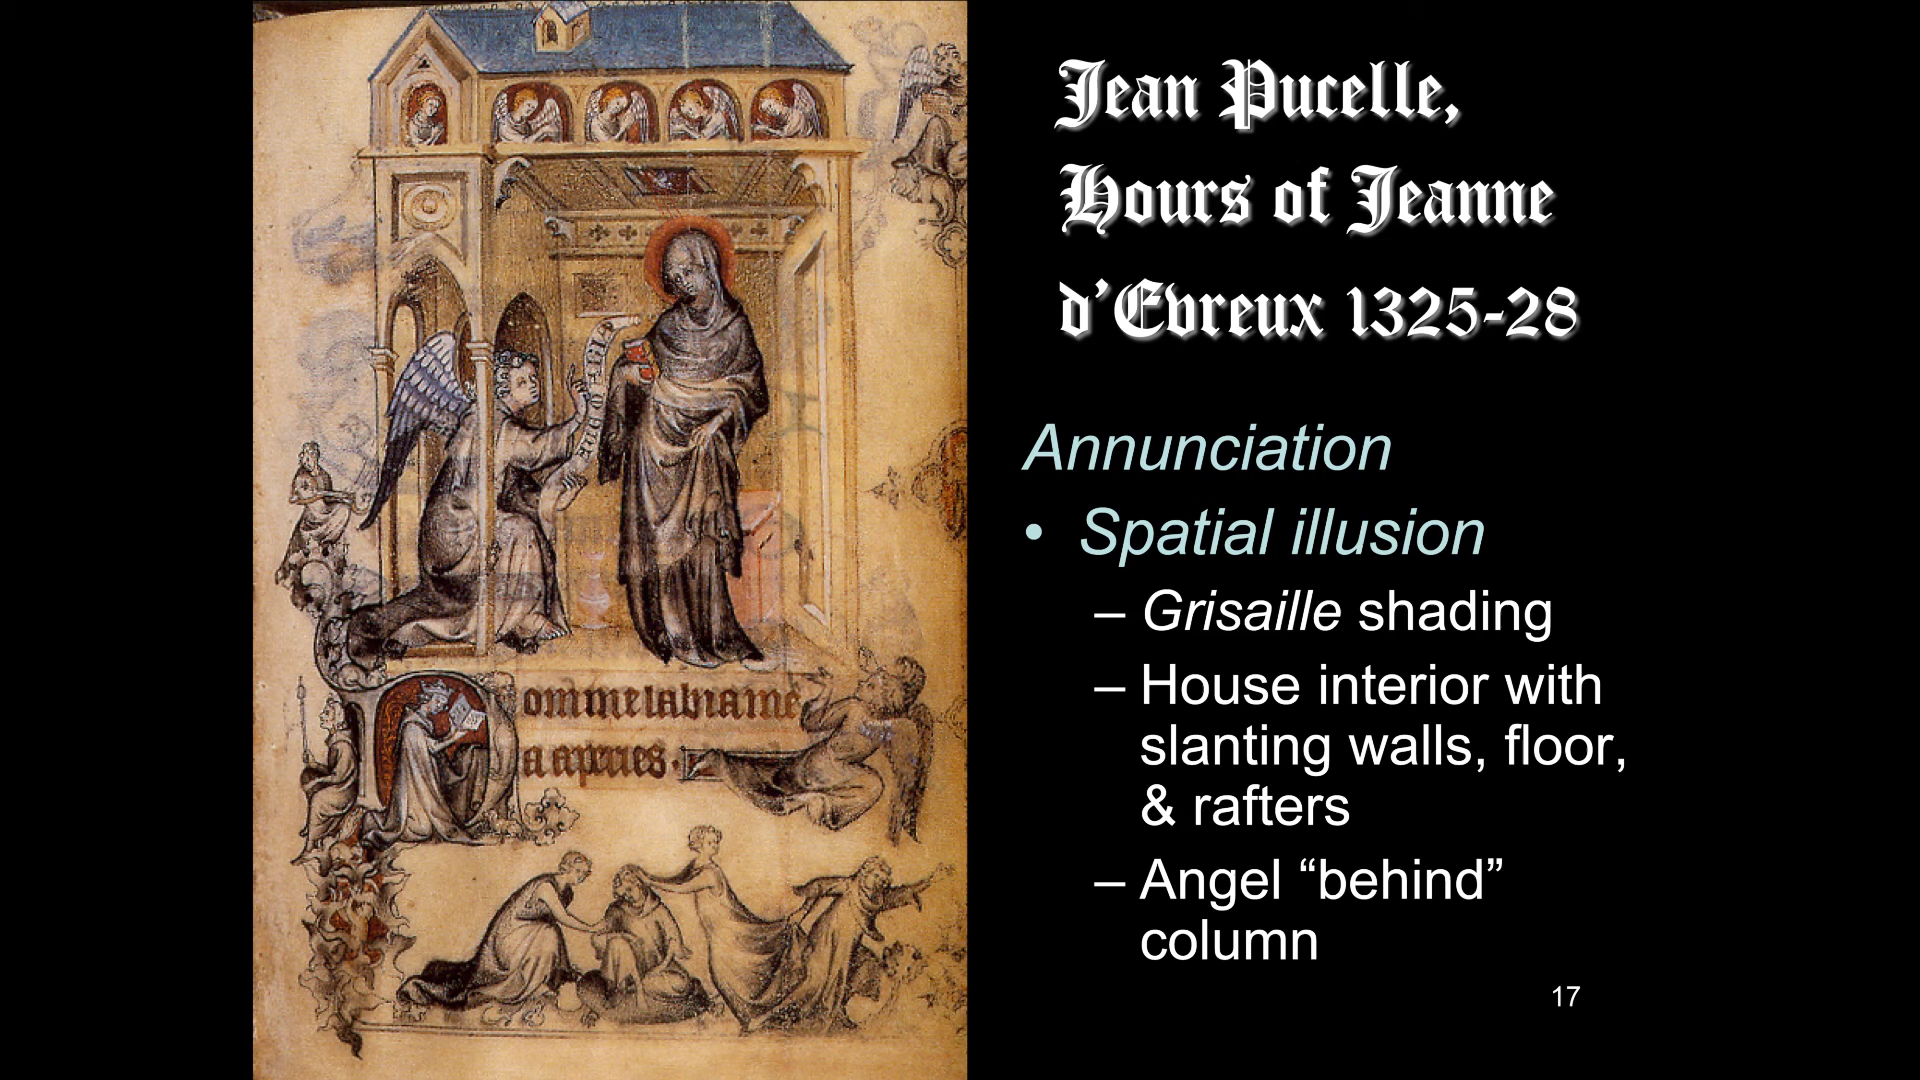 Jean Pucelle,
Hours of Jeanne
d'Evreux 1325-28
Annunciation
• Spatial illusion
– Grisaille shading
– House interior with
slanting walls, floor,
& rafters
– Angel “behind”
column
17